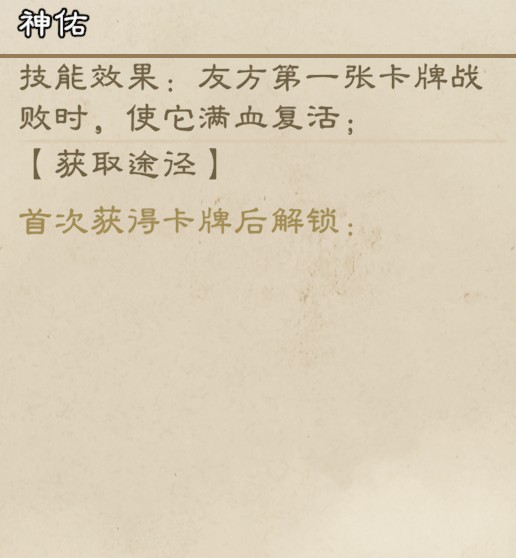 神佑
技能效果：友方第一张卡牌战
败时，使它满血复活；
【获取途径】
首次获得卡牌后解锁；